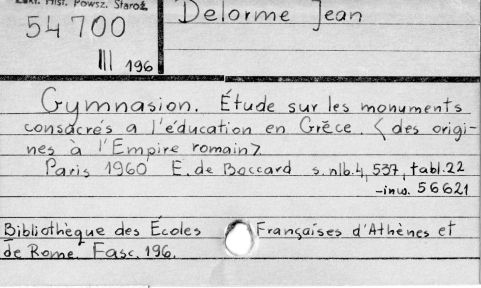 Zakł. Hist. Powsz. Staroż.
Delorme Jean
54 700
III 196
Gymnasion. Étude sur les monuments
consacrés a l'éducation en Grèce. < des origi-
nes à l'Empire romain>
Paris 1960 E. de Boccard s. nlb. 4, 537, tabl. 22
-inw. 56621
Bibliothèque des Écoles Françaises d'Athènes et
de Rome. Fasc. 196.